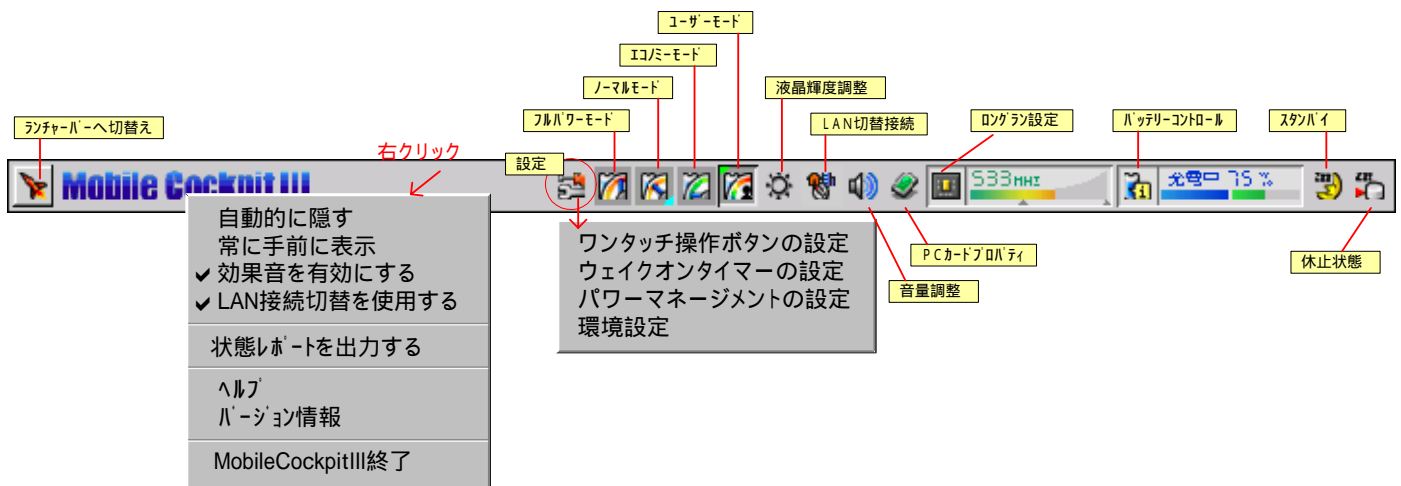 ﾕｰｻﾞｰﾓｰﾄﾞ
ｴｺﾉﾐｰﾓｰﾄﾞ
ﾉｰﾏﾙﾓｰﾄﾞ
液晶輝度調整
ﾗﾝﾁｬｰﾊﾞｰへ切替え
ﾌﾙﾊﾟﾜｰﾓｰﾄﾞ
LAN切替接続
ﾛﾝｸﾞﾗﾝ設定
ﾊﾞｯﾃﾘｰｺﾝﾄﾛｰﾙ
ｽﾀﾝﾊﾞｲ
右クリック
設定
Mobile Cockpit III
533MHz
充電中 75%
自動的に隠す
常に手前に表示
効果音を有効にする
LAN接続切替を使用する
状態ﾚﾎﾟｰﾄを出力する
ﾍﾙﾌﾟ
ﾊﾞｰｼﾞｮﾝ情報
MobileCockpitIII終了
ワンタッチ操作ボタンの設定
ウェイクオンタイマーの設定
パワーマネージメントの設定
環境設定
PCｶｰﾄﾞﾌﾟﾛﾊﾟﾃｨ
音量調整
休止状態